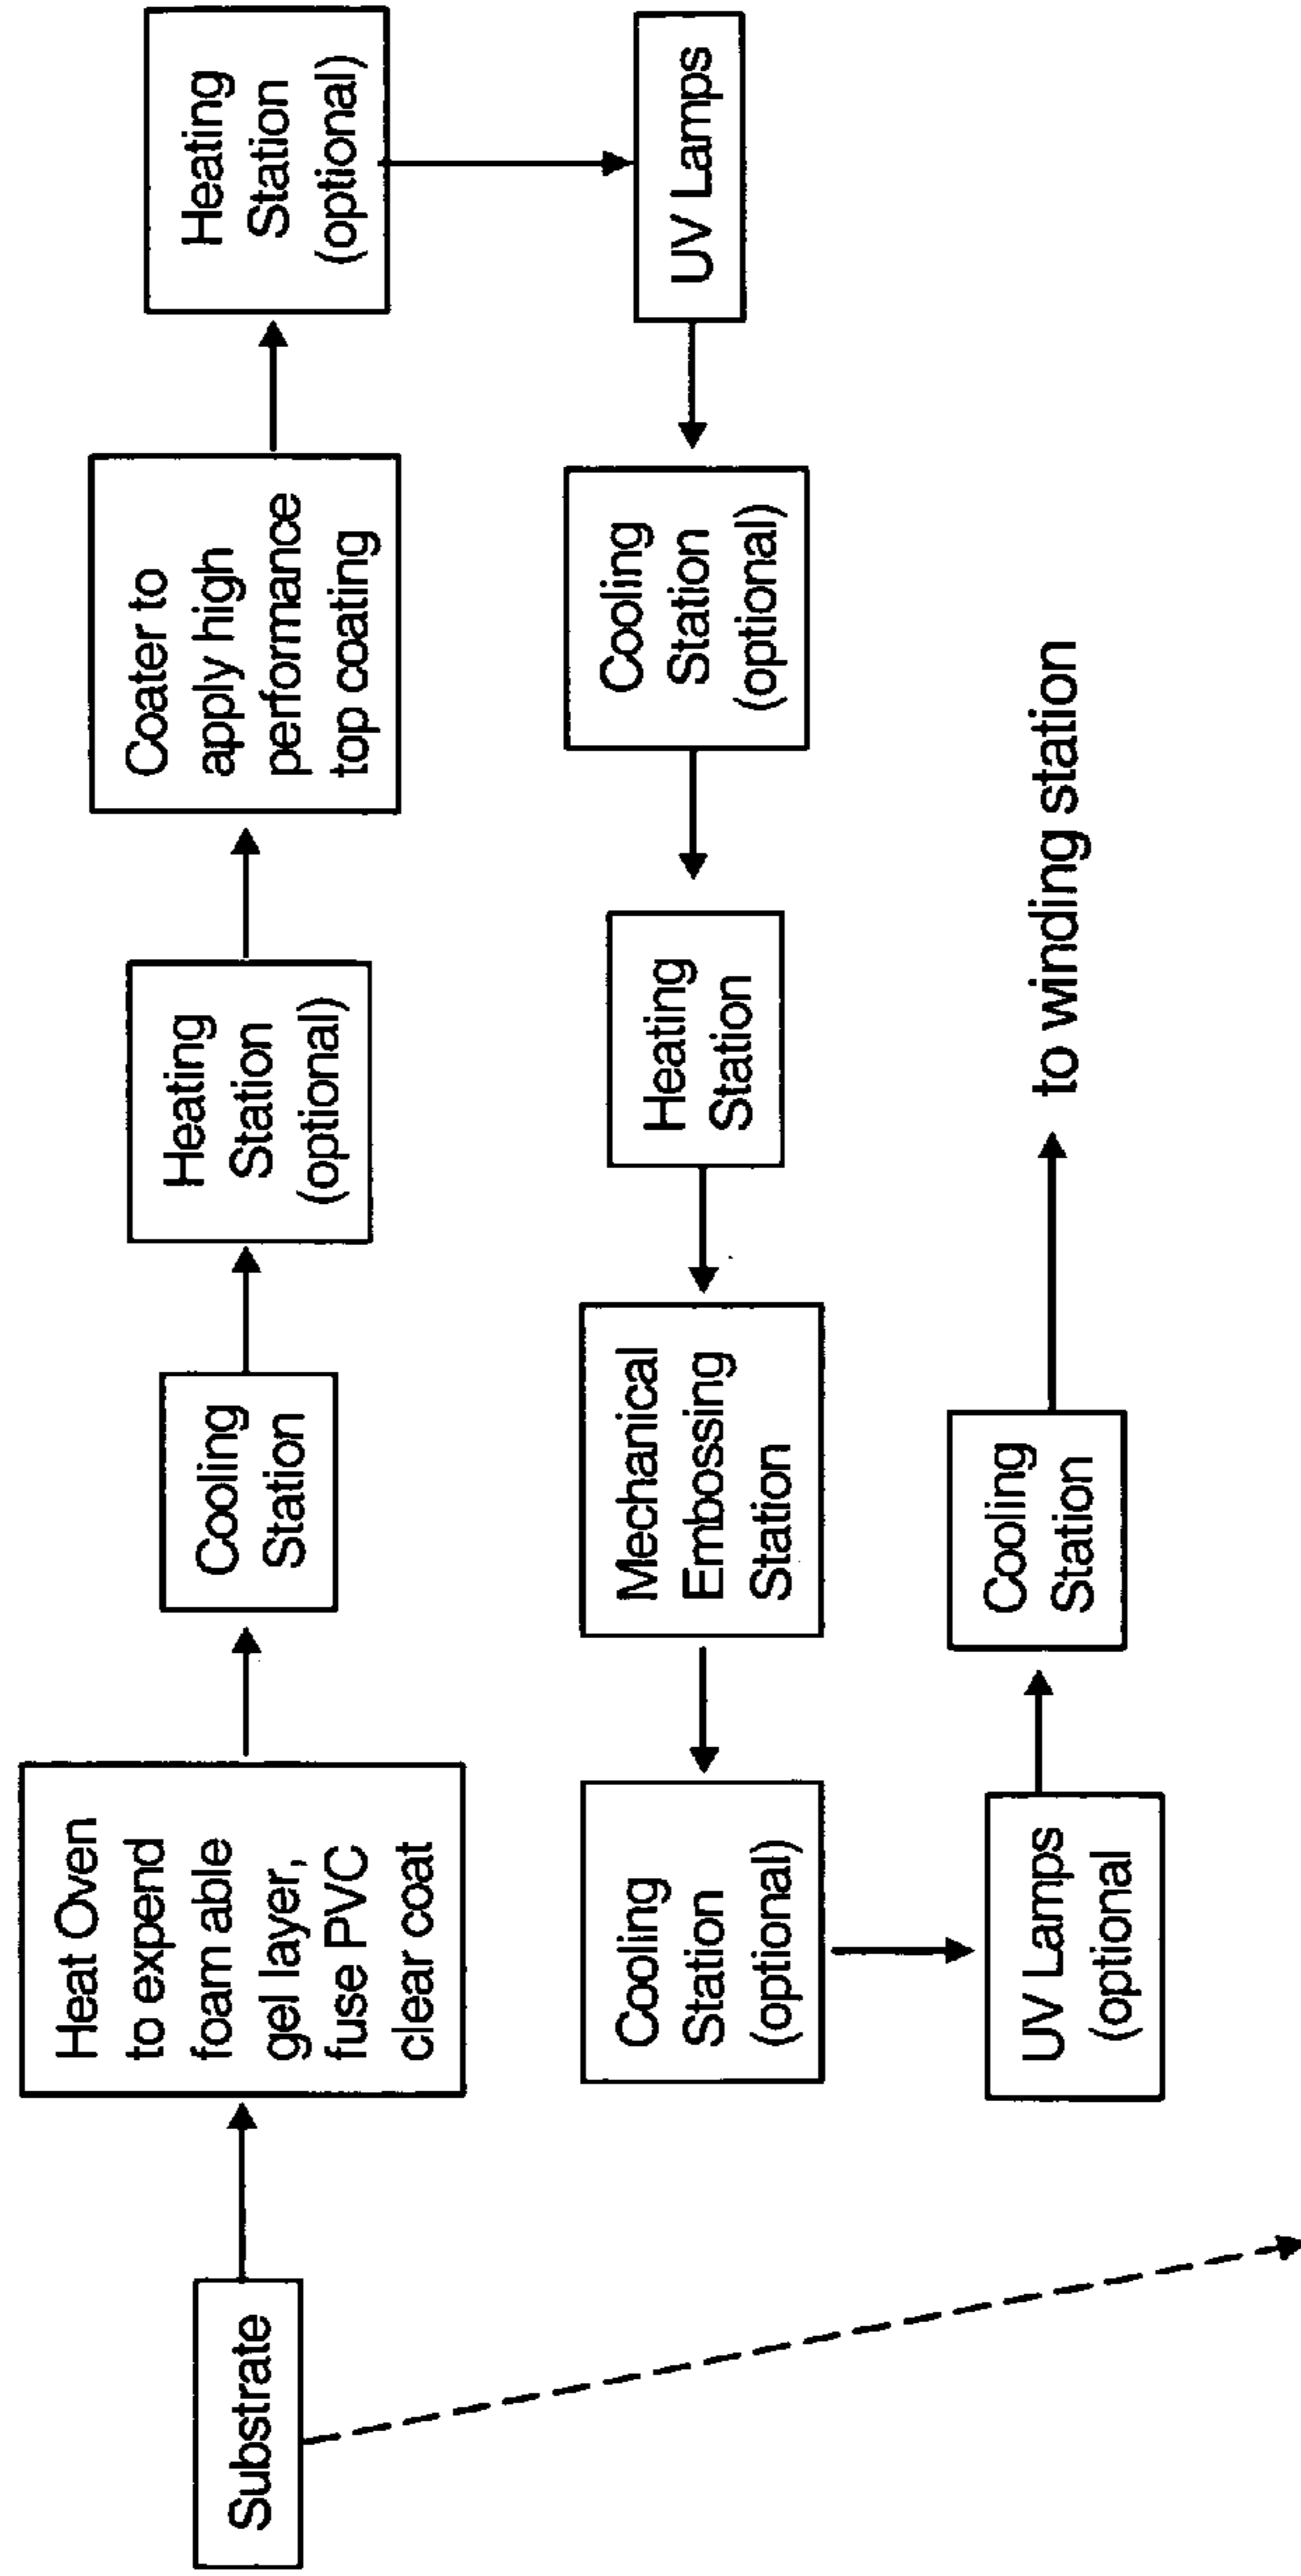 Substrate
Heat Oven
to expend
foam able
gel layer,
fuse PVC
clear coat
Cooling
Station
Heating
Station
(optional)
Coater to
apply high
performance
top coating
Heating
Station
(optional)
UV Lamps
Cooling
Station
(optional)
Heating
Station
Mechanical
Embossing
Station
Cooling
Station
(optional)
UV Lamps
(optional
Cooling
Station
to winding station